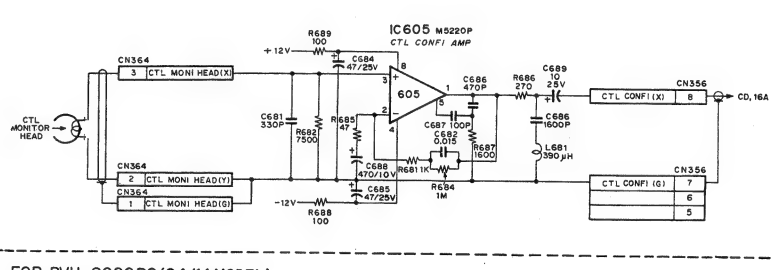 IC605 M5220P
CTL CONFI AMP
R689
100
+12V
C684
47/25V
8
CN364
3 CTL MONI HEAD(X)
3
+
605
1
5
C686
470P
R686
270
C689
10
25V
CN356
CTL CONFI (X) 8
CD, 16A
CTL
MONITOR
HEAD
C681
330P
R682
7500
R685
47
2
4
C687 100P
C682
0.015
R687
1600
C686
1600P
L681
390μH
R681 1K
R684
1M
C688
470/10V
C685
47/25V
CN364
2 CTL MONI HEAD(Y)
CN364
1 CTL MONI HEAD(G)
-12V
R688
100
CN356
CTL CONFI (G) 7
6
5